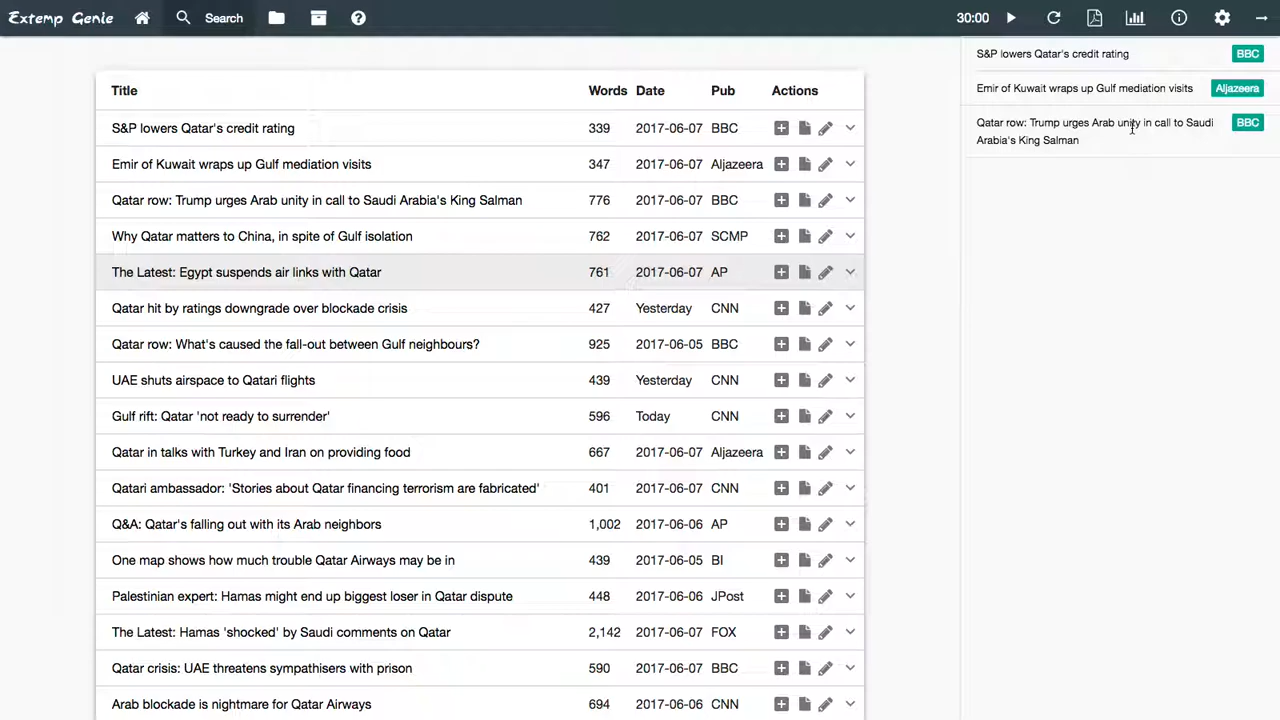 Extemp Genie Search 30:00
Title Words Date Pub Actions
S&P lowers Qatar's credit rating 339 2017-06-07 BBC
Emir of Kuwait wraps up Gulf mediation visits 347 2017-06-07 Aljazeera
Qatar row: Trump urges Arab unity in call to Saudi Arabia's King Salman 776 2017-06-07 BBC
Why Qatar matters to China, in spite of Gulf isolation 762 2017-06-07 SCMP
The Latest: Egypt suspends air links with Qatar 761 2017-06-07 AP
Qatar hit by ratings downgrade over blockade crisis 427 Yesterday CNN
Qatar row: What's caused the fall-out between Gulf neighbours? 925 2017-06-05 BBC
UAE shuts airspace to Qatari flights 439 Yesterday CNN
Gulf rift: Qatar 'not ready to surrender' 596 Today CNN
Qatar in talks with Turkey and Iran on providing food 667 2017-06-07 Aljazeera
Qatari ambassador: 'Stories about Qatar financing terrorism are fabricated' 401 2017-06-07 CNN
Q&A: Qatar's falling out with its Arab neighbors 1,002 2017-06-06 AP
One map shows how much trouble Qatar Airways may be in 439 2017-06-05 BI
Palestinian expert: Hamas might end up biggest loser in Qatar dispute 448 2017-06-06 JPost
The Latest: Hamas 'shocked' by Saudi comments on Qatar 2,142 2017-06-07 FOX
Qatar crisis: UAE threatens sympathisers with prison 590 2017-06-07 BBC
Arab blockade is nightmare for Qatar Airways 694 2017-06-06 CNN
S&P lowers Qatar's credit rating BBC
Emir of Kuwait wraps up Gulf mediation visits Aljazeera
Qatar row: Trump urges Arab unity in call to Saudi BBC
Arabia's King Salman